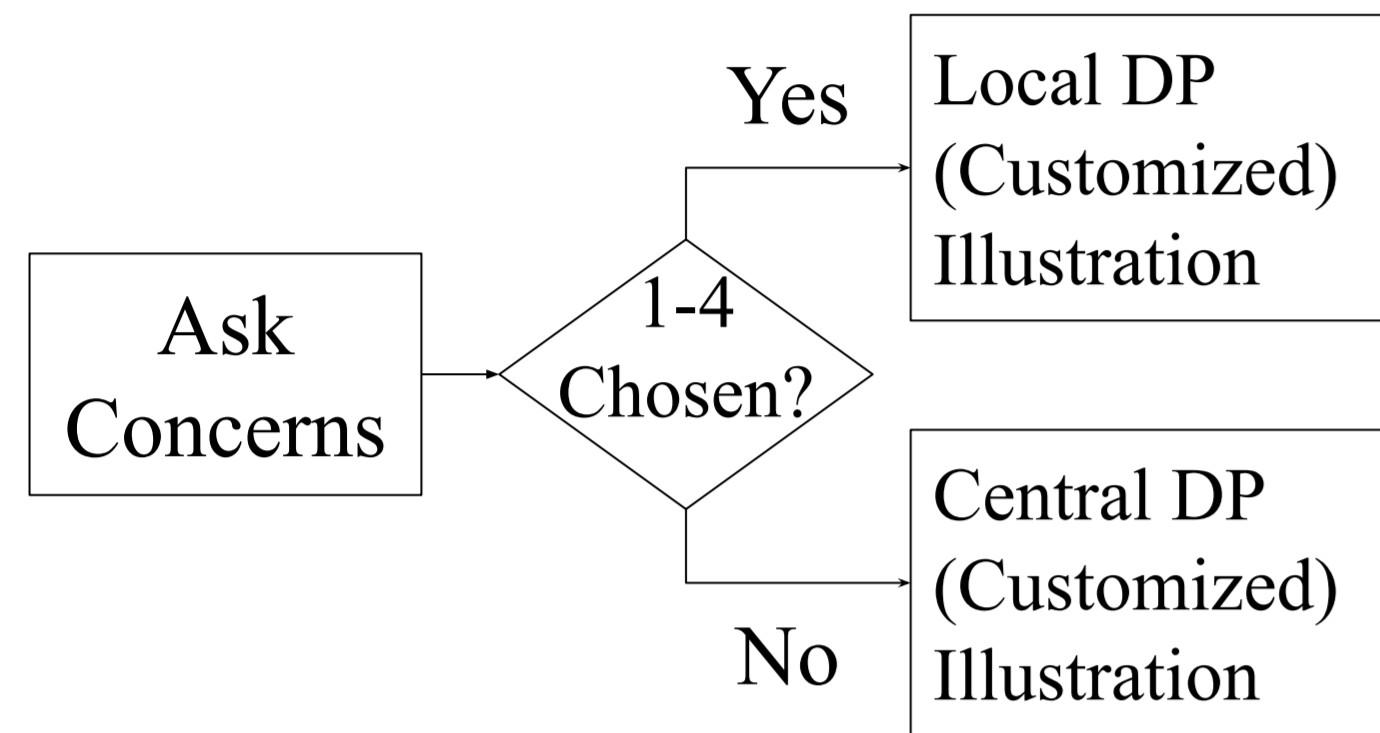 Ask
Concerns
1-4
Chosen?
Yes
Local DP
(Customized)
Illustration
No
Central DP
(Customized)
Illustration